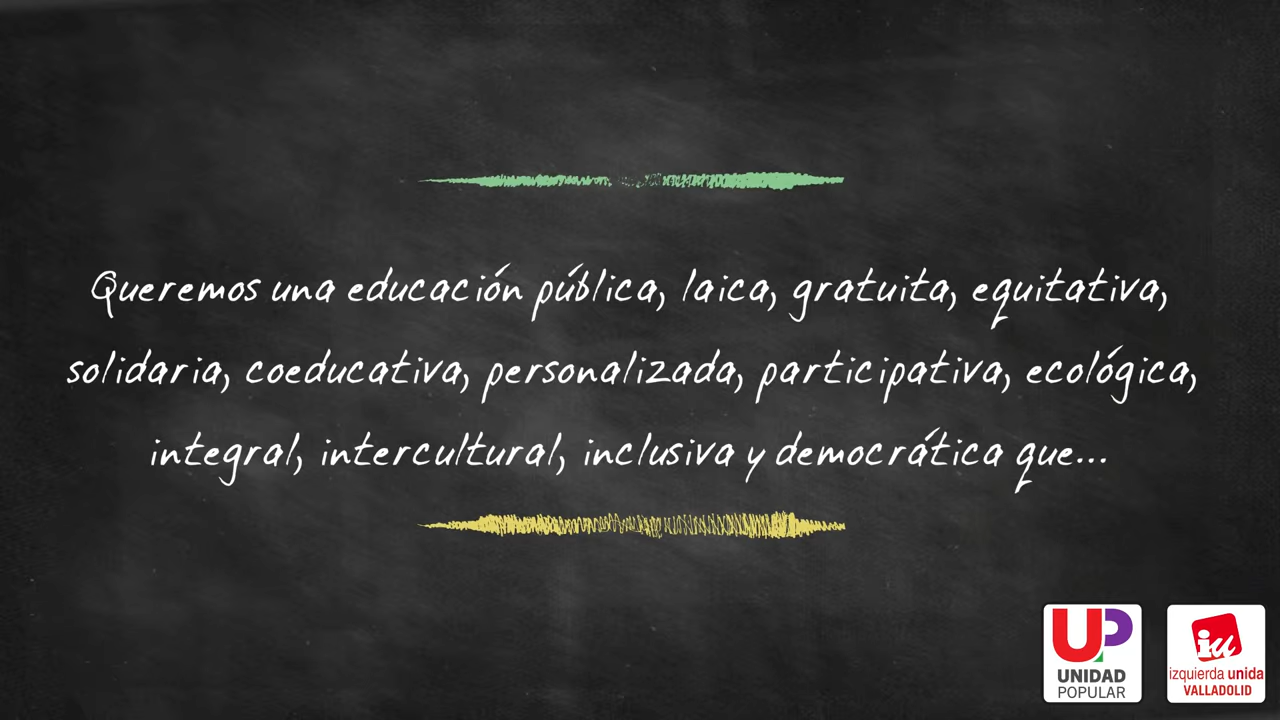 Queremos una educación pública, laica, gratuita, equitativa,
solidaria, coeducativa, personalizada, participativa, ecológica,
integral, intercultural, inclusiva y democrática que...
UP
UNIDAD
POPULAR
iu
izquierda unida
VALLADOLID